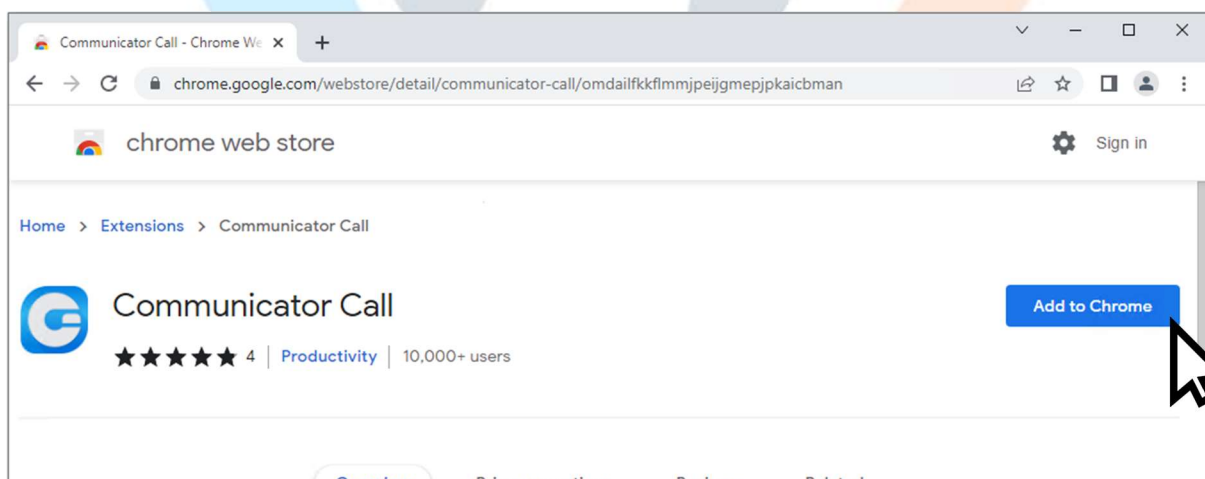 Communicator Call - Chrome We
chrome.google.com/webstore/detail/communicator-call/omdailfkkflmmjpeijgmepjpkaicbman
chrome web store
Sign in
Home > Extensions > Communicator Call
Communicator Call
Add to Chrome
4 | Productivity | 10,000+ users